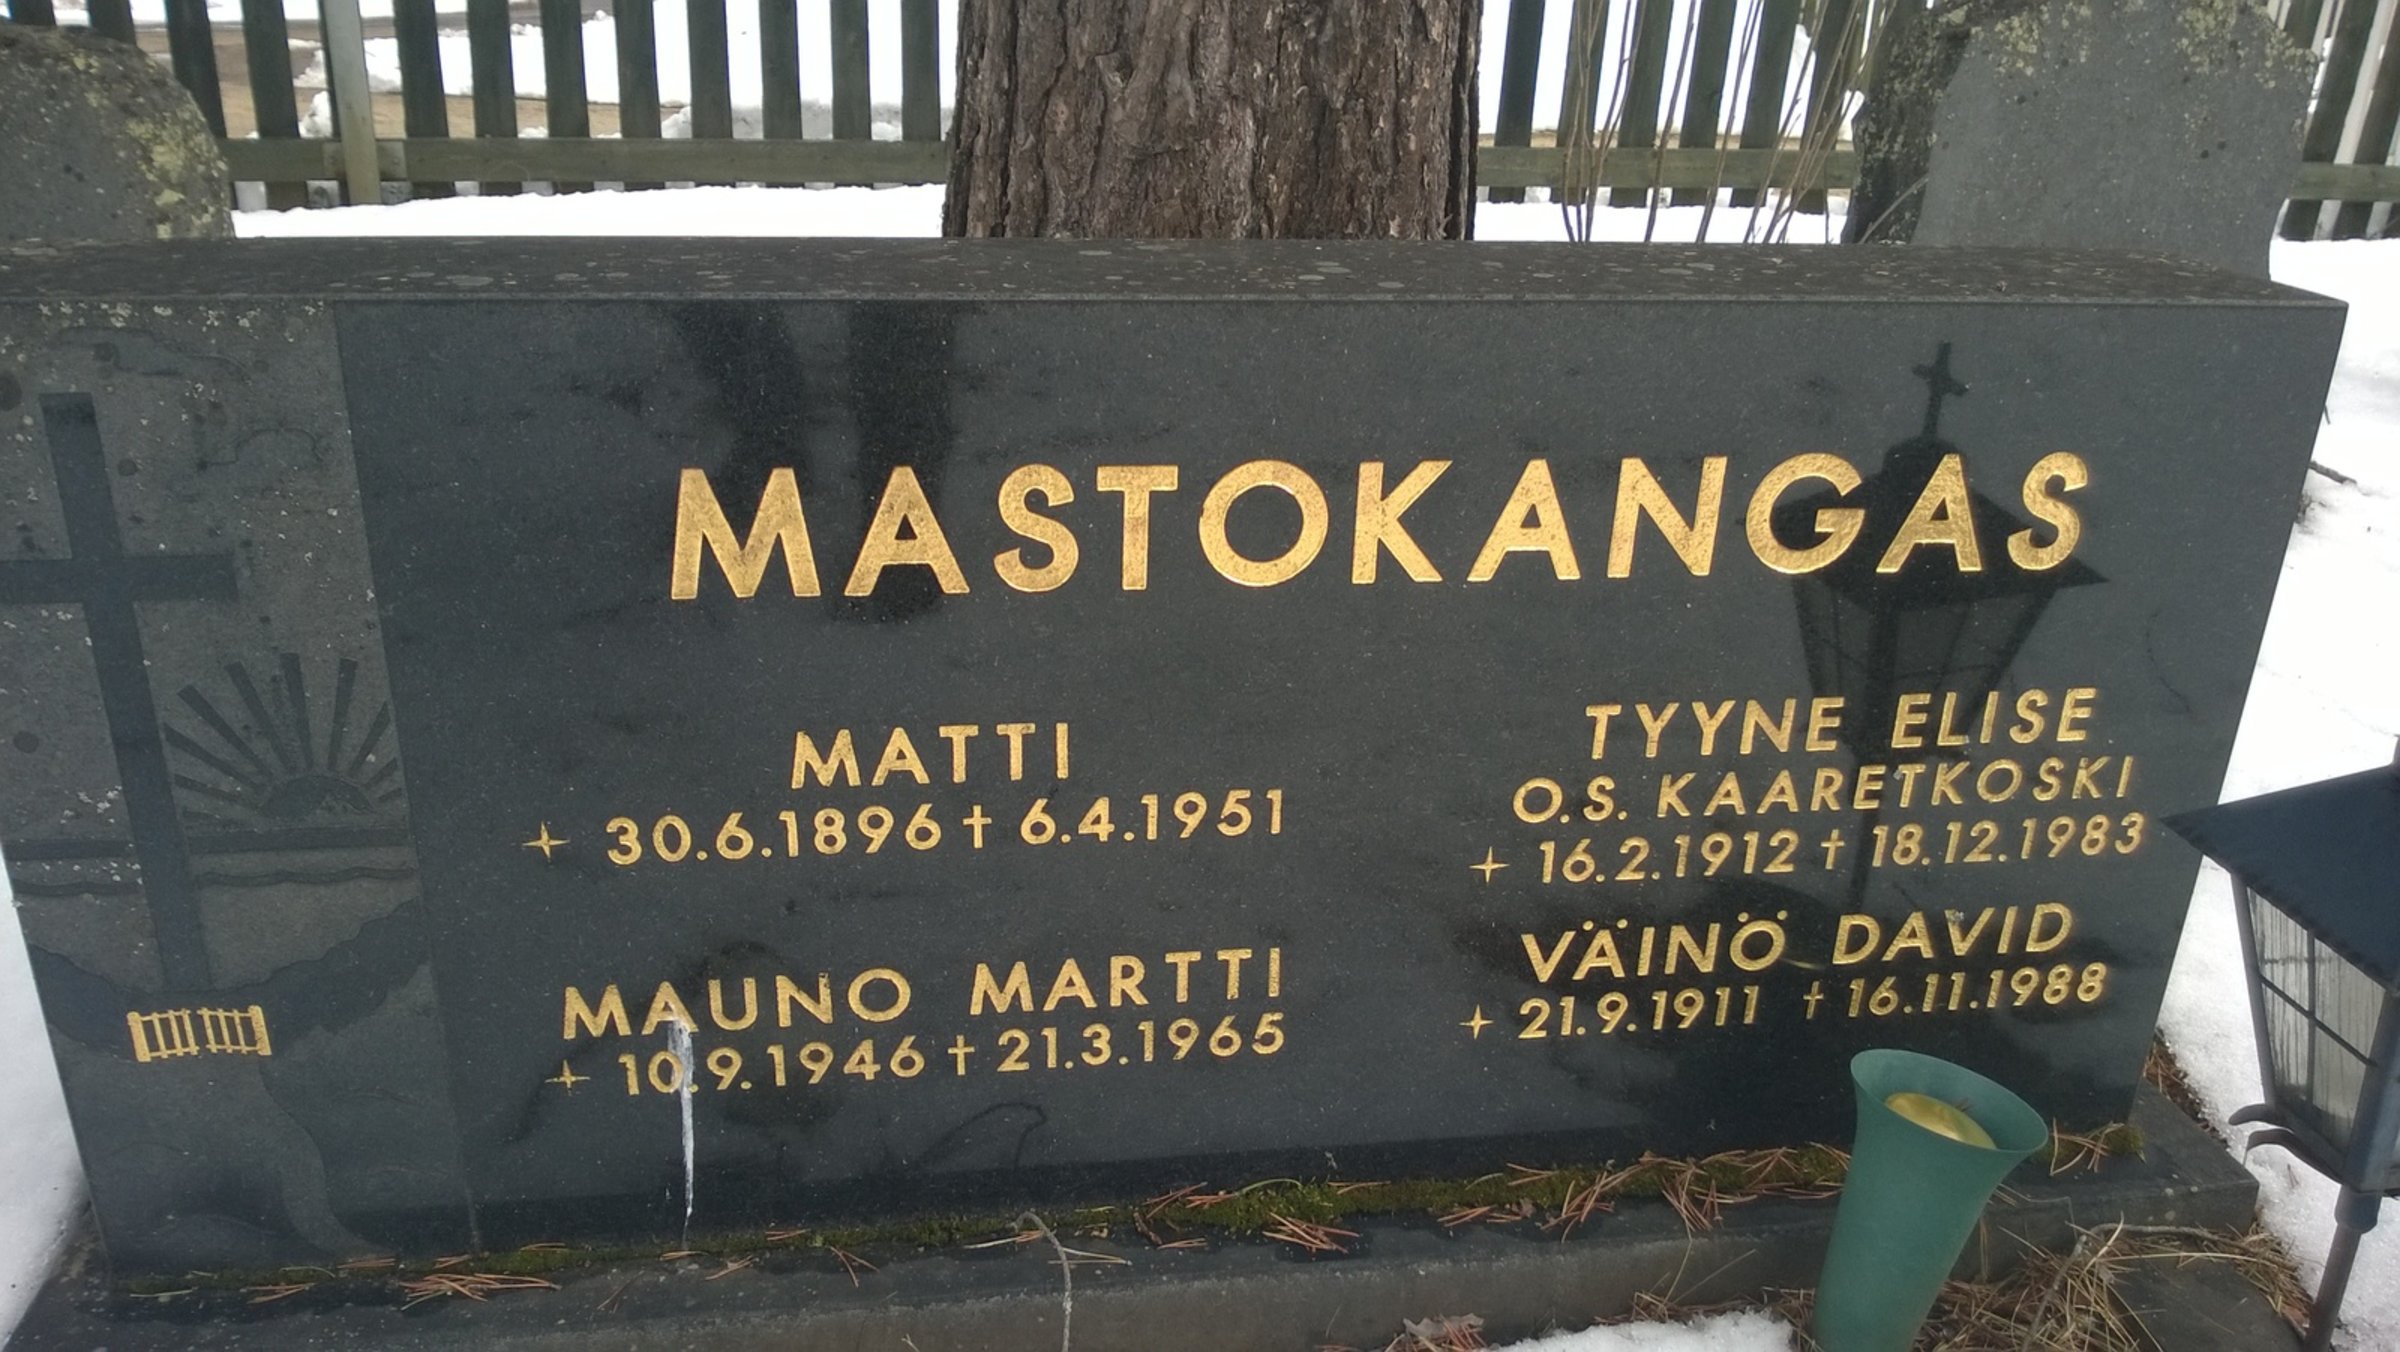 MASTOKANGAS
MATTI
30.6.1896 † 6.4.1951
MAUNO MARTTI
10.9.1946 † 21.3.1965
TYYNE ELISE
O.S. KAARETKOSKI
16.2.1912 † 18.12.1983
VÄINÖ DAVID
21.9.1911 † 16.11.1988